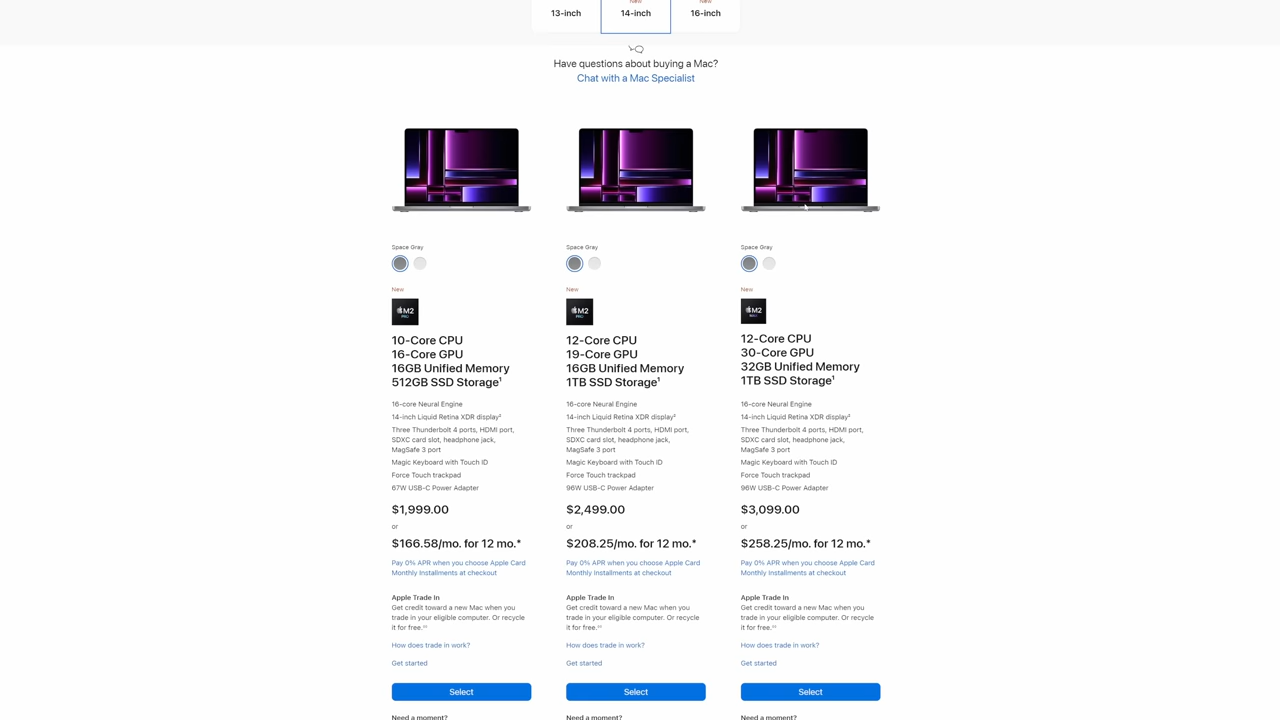 New
New
13-inch
14-inch
16-inch
Have questions about buying a Mac?
Chat with a Mac Specialist
Space Gray
New
M2
PRO
10-Core CPU
16-Core GPU
16GB Unified Memory
512GB SSD Storage¹
16-core Neural Engine
14-inch Liquid Retina XDR display²
Three Thunderbolt 4 ports, HDMI port,
SDXC card slot, headphone jack,
MagSafe 3 port
Magic Keyboard with Touch ID
Force Touch trackpad
67W USB-C Power Adapter
$1,999.00
or
$166.58/mo. for 12 mo.*
Pay 0% APR when you choose Apple Card
Monthly Installments at checkout
Apple Trade In
Get credit toward a new Mac when you
trade in your eligible computer. Or recycle
it for free.
How does trade in work?
Get started
Select
Need a moment?
Space Gray
New
M2
PRO
12-Core CPU
19-Core GPU
16GB Unified Memory
1TB SSD Storage¹
16-core Neural Engine
14-inch Liquid Retina XDR display²
Three Thunderbolt 4 ports, HDMI port,
SDXC card slot, headphone jack,
MagSafe 3 port
Magic Keyboard with Touch ID
Force Touch trackpad
96W USB-C Power Adapter
$2,499.00
or
$208.25/mo. for 12 mo.*
Pay 0% APR when you choose Apple Card
Monthly Installments at checkout
Apple Trade In
Get credit toward a new Mac when you
trade in your eligible computer. Or recycle
it for free.
How does trade in work?
Get started
Select
Need a moment?
Space Gray
New
M2
MAX
12-Core CPU
30-Core GPU
32GB Unified Memory
1TB SSD Storage¹
16-core Neural Engine
14-inch Liquid Retina XDR display²
Three Thunderbolt 4 ports, HDMI port,
SDXC card slot, headphone jack,
MagSafe 3 port
Magic Keyboard with Touch ID
Force Touch trackpad
96W USB-C Power Adapter
$3,099.00
or
$258.25/mo. for 12 mo.*
Pay 0% APR when you choose Apple Card
Monthly Installments at checkout
Apple Trade In
Get credit toward a new Mac when you
trade in your eligible computer. Or recycle
it for free.
How does trade in work?
Get started
Select
Need a moment?